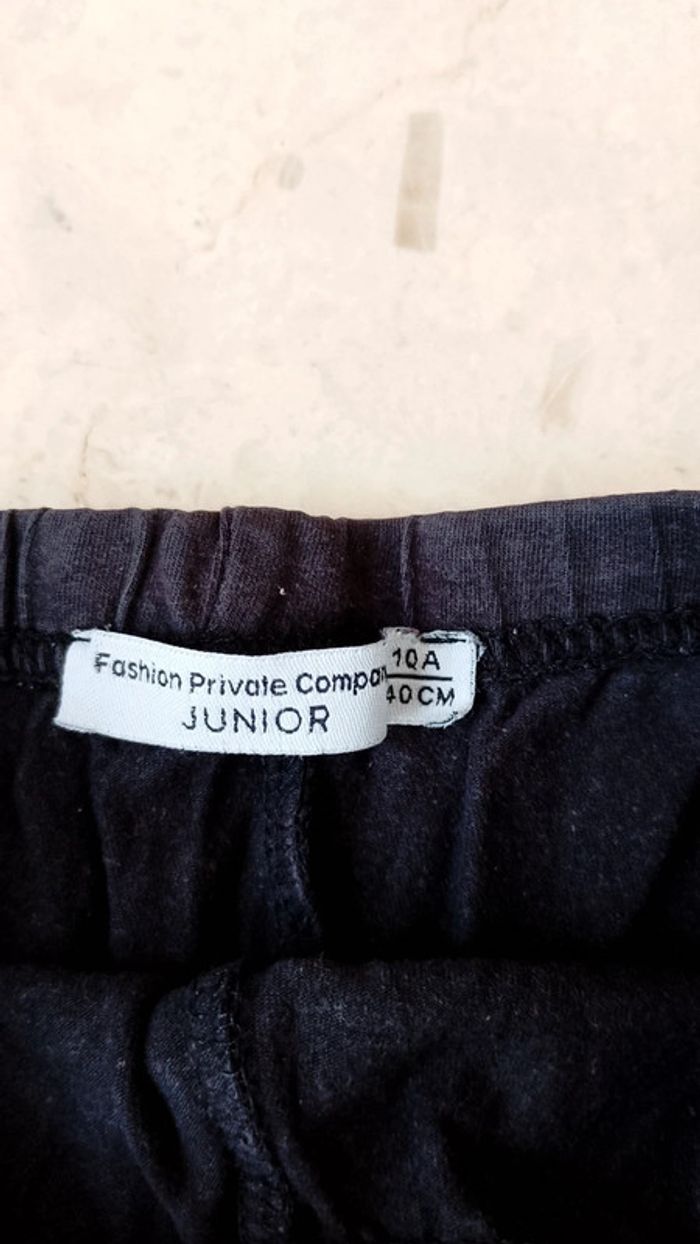 Fashion Private Compan
JUNIOR
10A
40CM